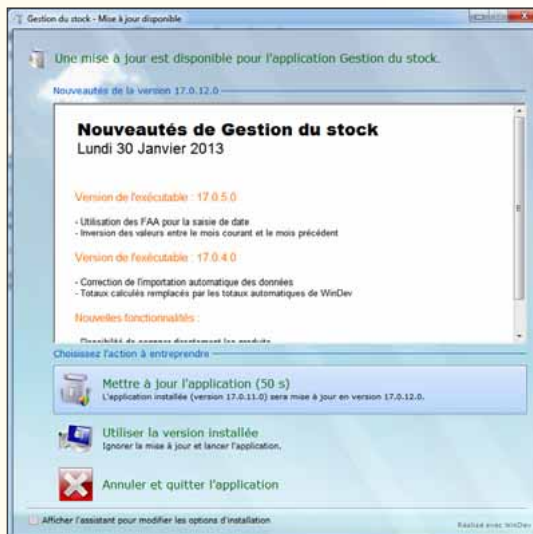 Gestion du stock - Mise à jour disponible
Une mise à jour est disponible pour l'application Gestion du stock.
Nouveautés de la version 17.0.12.0
Nouveautés de Gestion du stock
Lundi 30 Janvier 2013
Version de l'exécutable : 17.0.5.0
- Utilisation des FAA pour la saisie de date
- Inversion des valeurs entre le mois courant et le mois précédent
Version de l'exécutable : 17.0.4.0
- Correction de l'importation automatique des données
- Totaux calculés remplacés par les totaux automatiques de WinDev
Nouvelles fonctionnalités :
Choisissez l'action à entreprendre
Mettre à jour l'application (50 s)
L'application installée (version 17.0.11.0) sera mise à jour en version 17.0.12.0.
Utiliser la version installée
Ignorer la mise à jour et lancer l'application.
Annuler et quitter l'application
Afficher l'assistant pour modifier les options d'installation
Réalisé avec WinDev